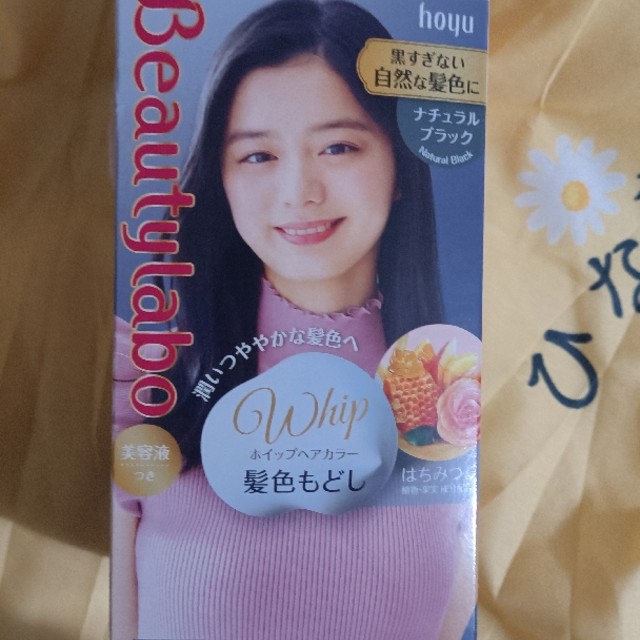 hoyu
黒すぎない
自然な髪色に
ナチュラル
ブラック
Natural Black
Beautylabo
潤いつややかな髪色へ
Whip
ホイップヘアカラー
髪色もどし
美容液
つき
はちみつ
ひな